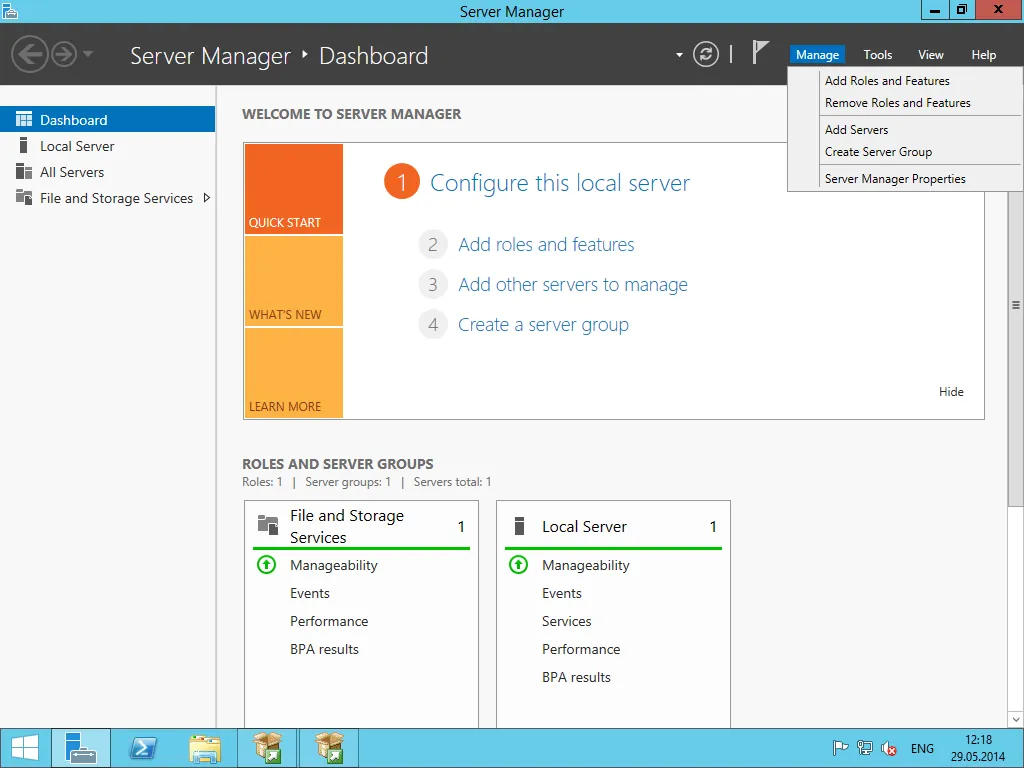 Server Manager
Server Manager ‣ Dashboard
Manage Tools View Help
Add Roles and Features
Remove Roles and Features
Add Servers
Create Server Group
Server Manager Properties
Dashboard
Local Server
All Servers
File and Storage Services
WELCOME TO SERVER MANAGER
QUICK START
WHAT'S NEW
LEARN MORE
1 Configure this local server
2 Add roles and features
3 Add other servers to manage
4 Create a server group
Hide
ROLES AND SERVER GROUPS
Roles: 1 | Server groups: 1 | Servers total: 1
File and Storage
Services 1
Manageability
Events
Performance
BPA results
Local Server 1
Manageability
Events
Services
Performance
BPA results
ENG
12:18
29.05.2014